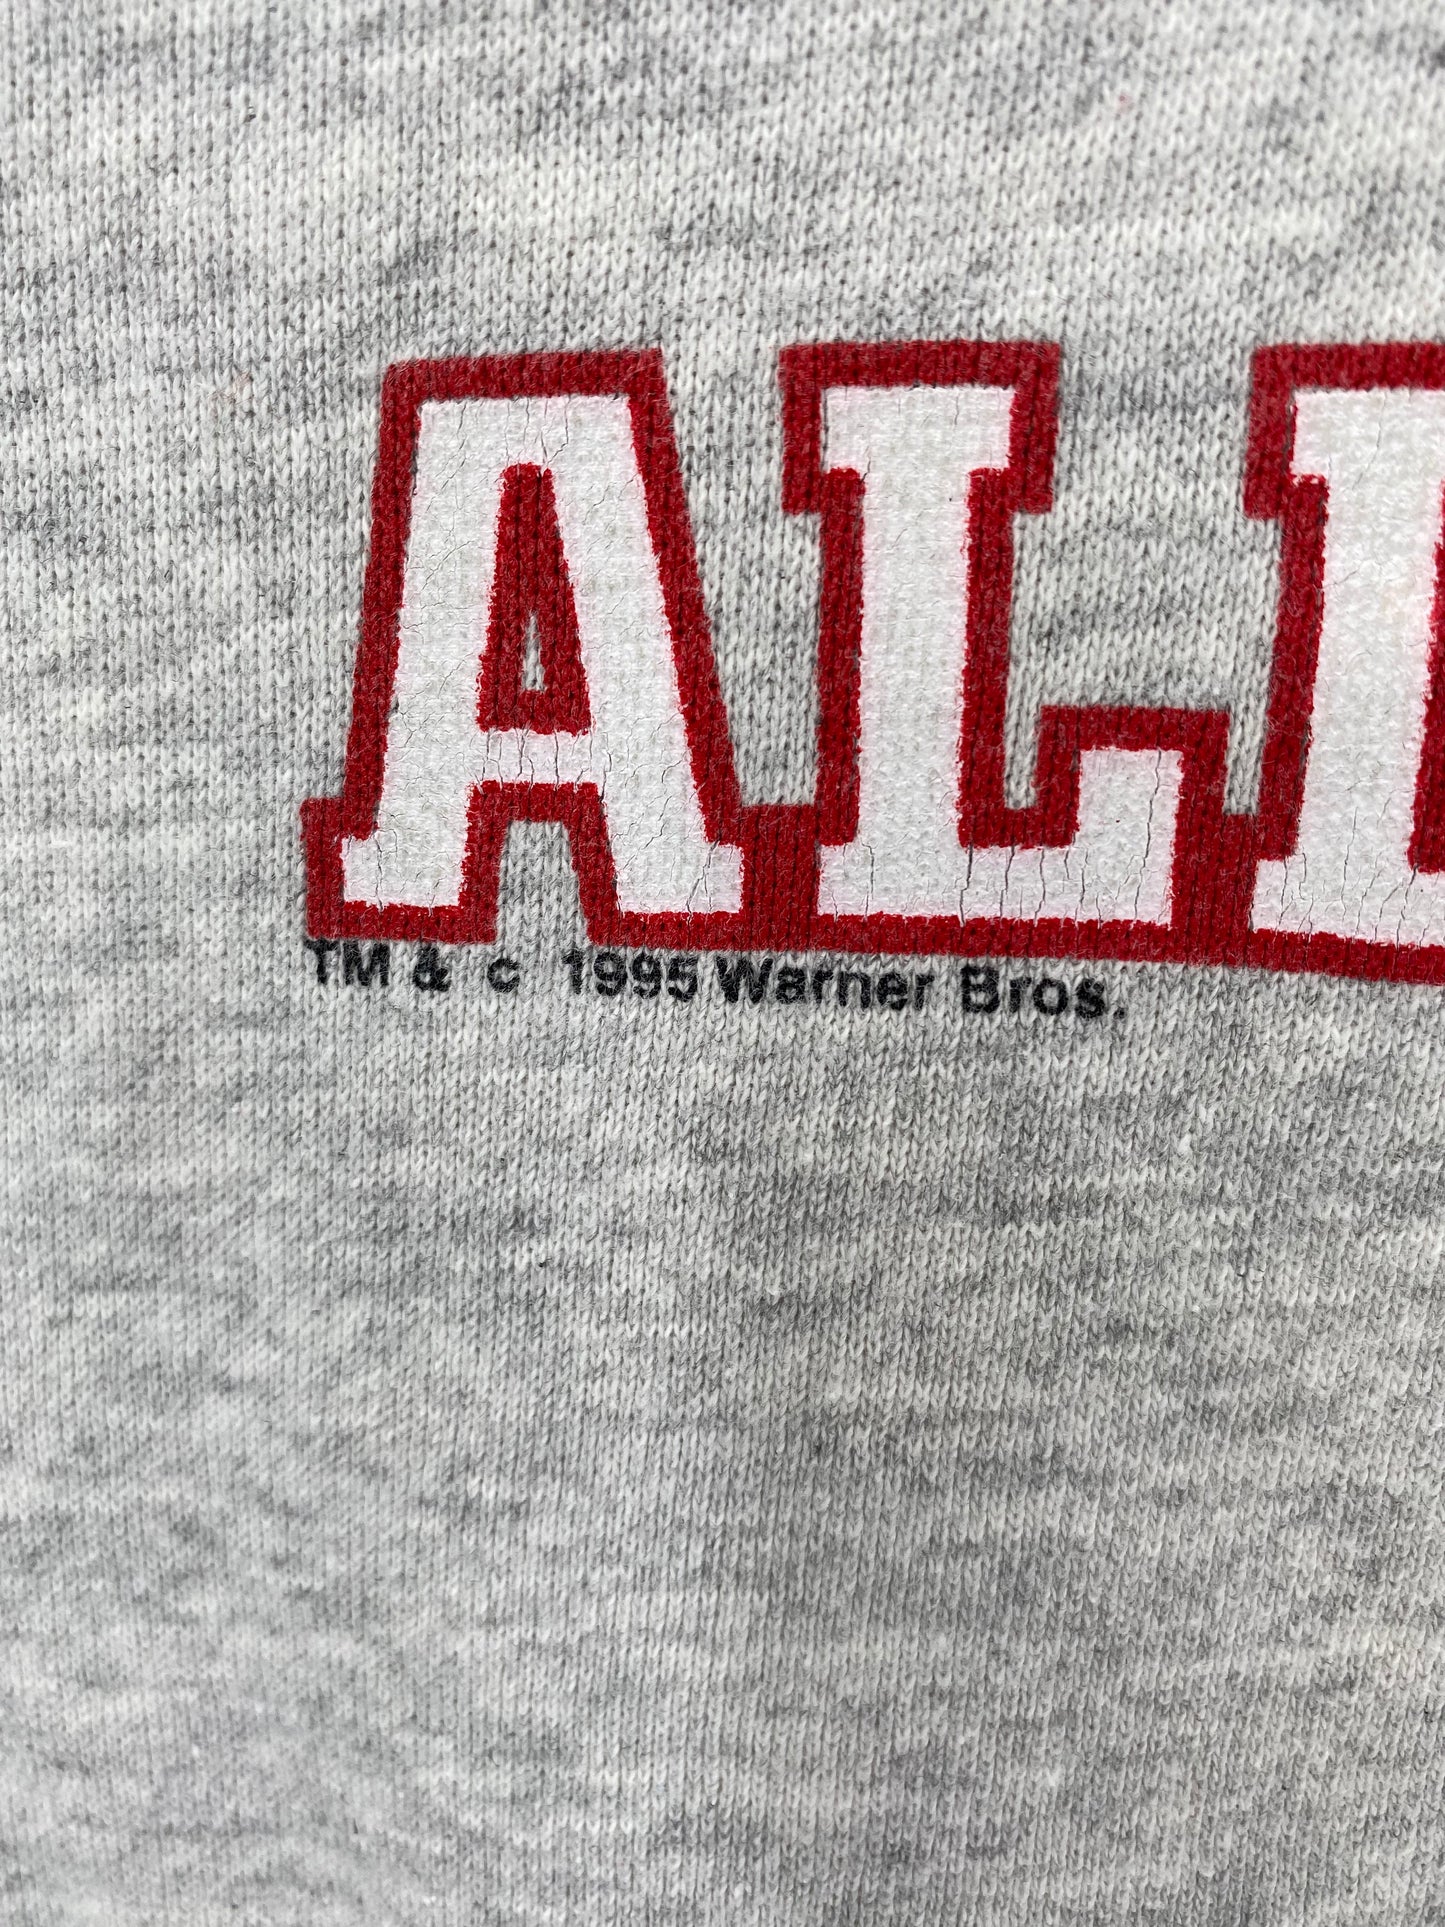 AL
TM & c 1995 Warner Bros.